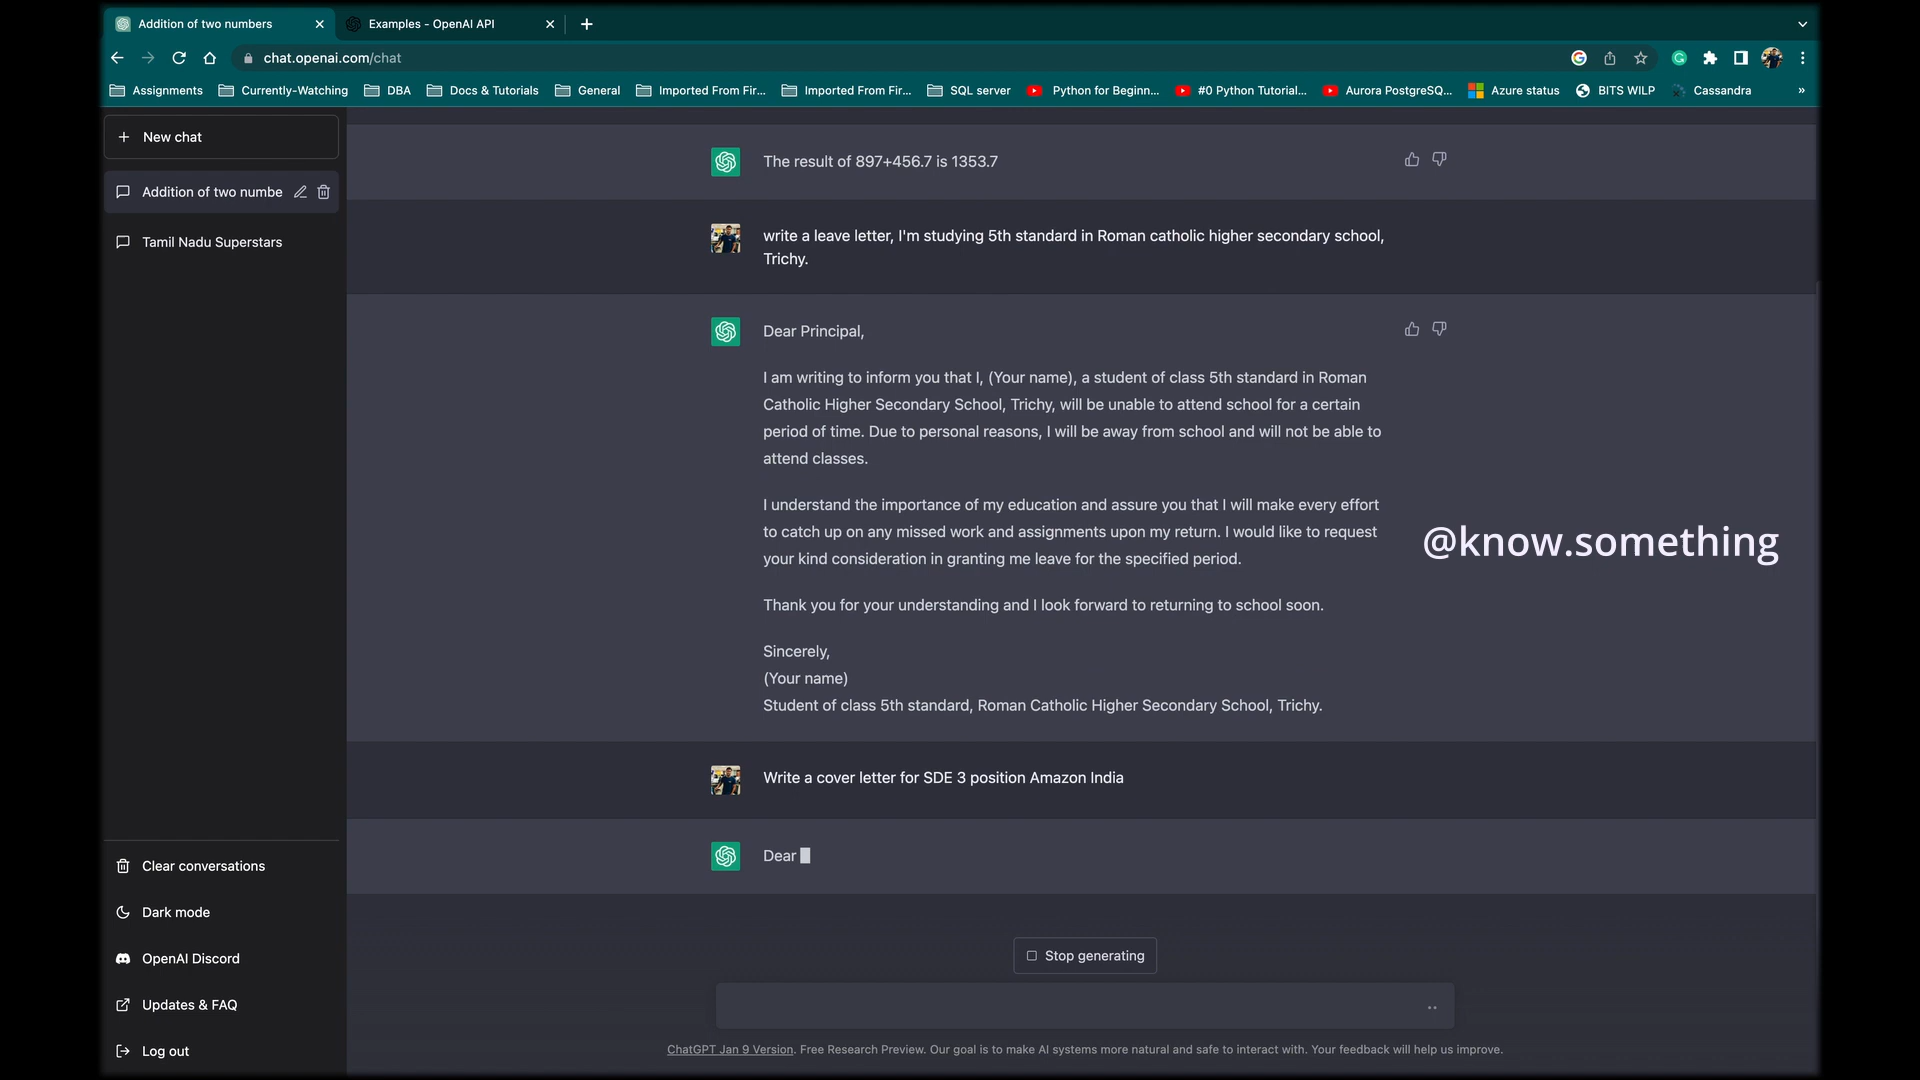 Addition of two numbers
Examples - OpenAI API
chat.openai.com/chat
Assignments
Currently-Watching
DBA
Docs & Tutorials
General
Imported From Fir...
Imported From Fir...
SQL server
Python for Beginn...
#0 Python Tutorial...
Aurora PostgreSQ...
Azure status
BITS WILP
Cassandra
»
New chat
Addition of two numbe
Tamil Nadu Superstars
The result of 897+456.7 is 1353.7
write a leave letter, I'm studying 5th standard in Roman catholic higher secondary school,
Trichy.
Dear Principal,
I am writing to inform you that I, (Your name), a student of class 5th standard in Roman
Catholic Higher Secondary School, Trichy, will be unable to attend school for a certain
period of time. Due to personal reasons, I will be away from school and will not be able to
attend classes.
I understand the importance of my education and assure you that I will make every effort
to catch up on any missed work and assignments upon my return. I would like to request
your kind consideration in granting me leave for the specified period.
Thank you for your understanding and I look forward to returning to school soon.
Sincerely,
(Your name)
Student of class 5th standard, Roman Catholic Higher Secondary School, Trichy.
@know.something
Write a cover letter for SDE 3 position Amazon India
Dear
Stop generating
Clear conversations
Dark mode
OpenAI Discord
Updates & FAQ
Log out
ChatGPT Jan 9 Version. Free Research Preview. Our goal is to make AI systems more natural and safe to interact with. Your feedback will help us improve.